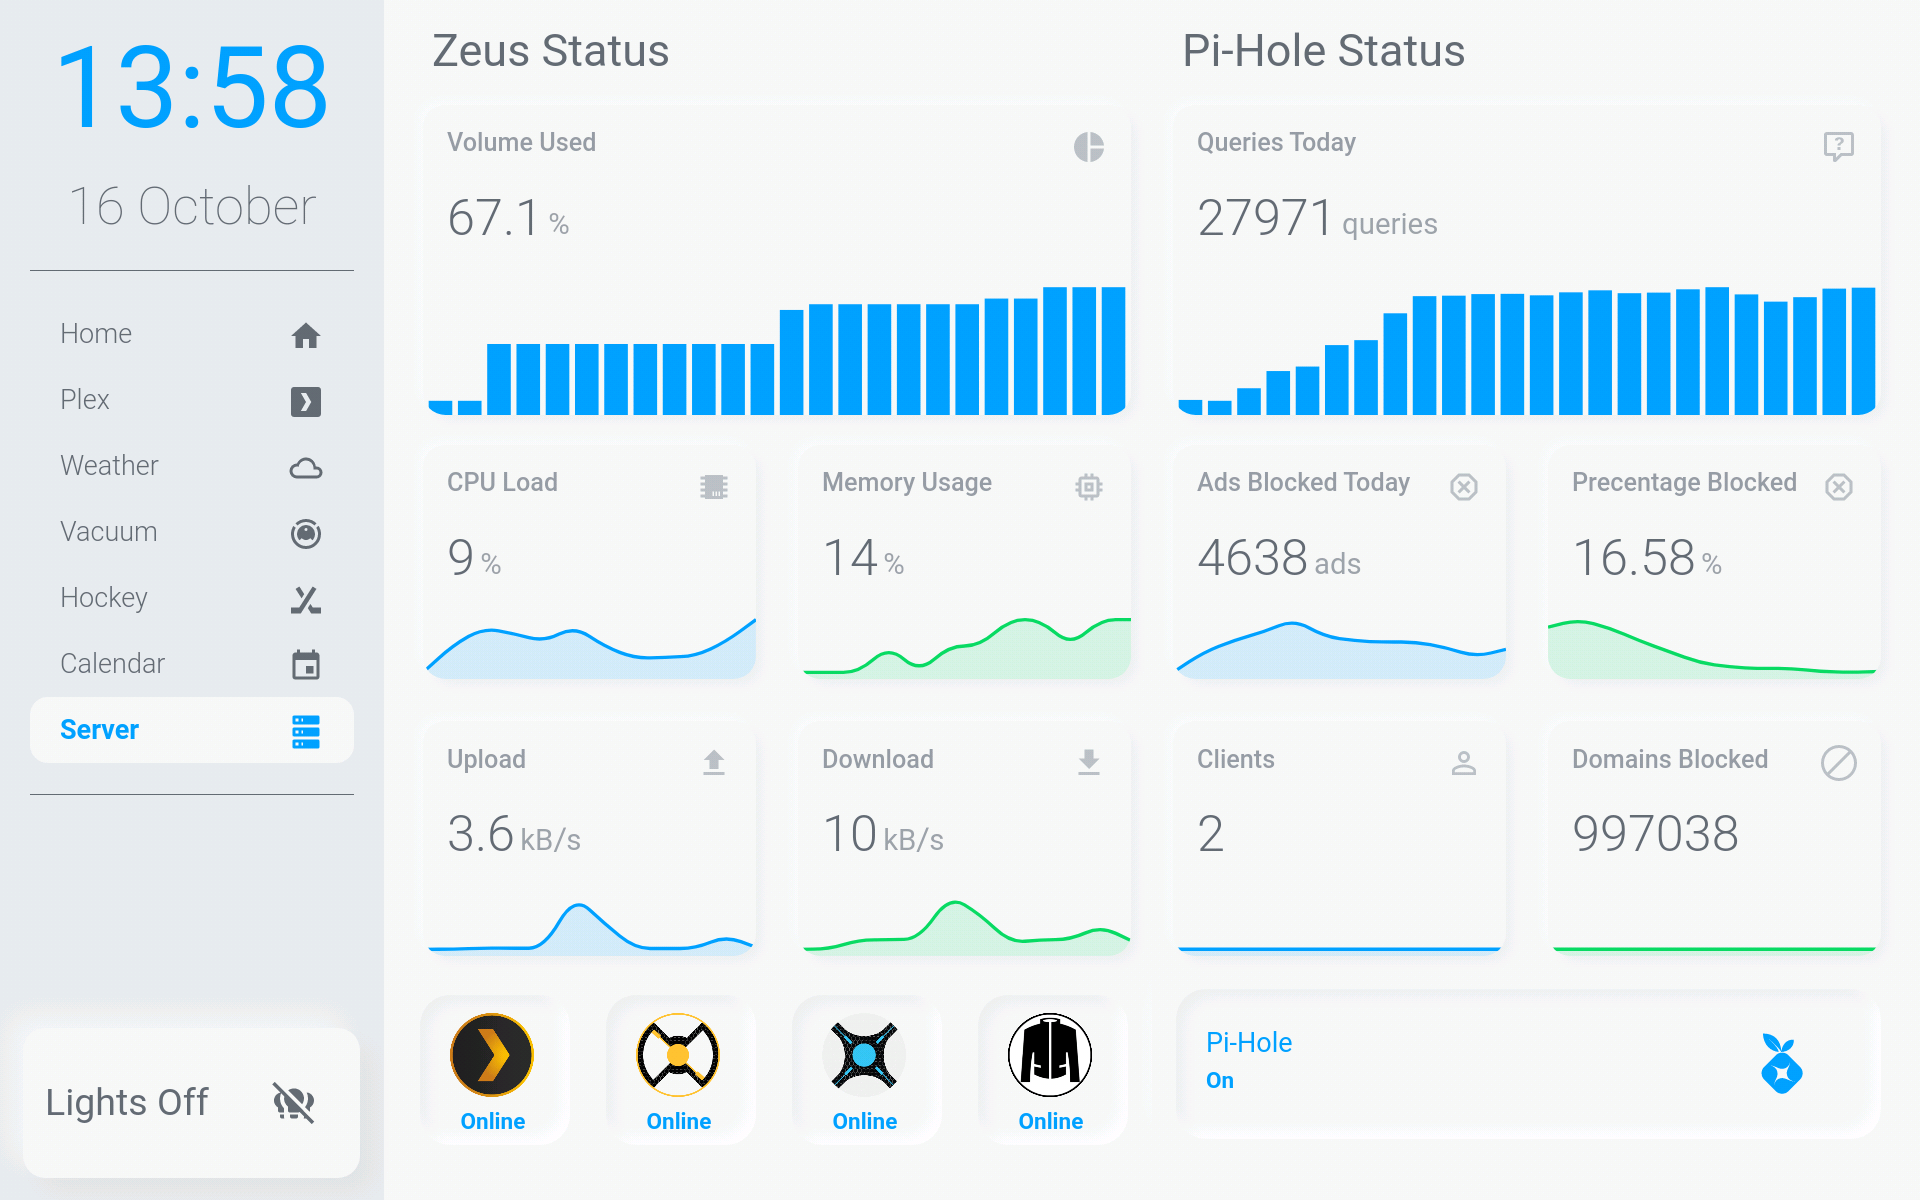 13:58
16 October
Home
Plex
Weather
Vacuum
Hockey
Calendar
Server
Lights Off
Zeus Status
Volume Used
67.1 %
CPU Load
9 %
Memory Usage
14 %
Upload
3.6 kB/s
Download
10 kB/s
Online
Online
Online
Online
Pi-Hole Status
Queries Today
?
27971 queries
Ads Blocked Today
4638 ads
Precentage Blocked
16.58 %
Clients
2
Domains Blocked
997038
Pi-Hole
On